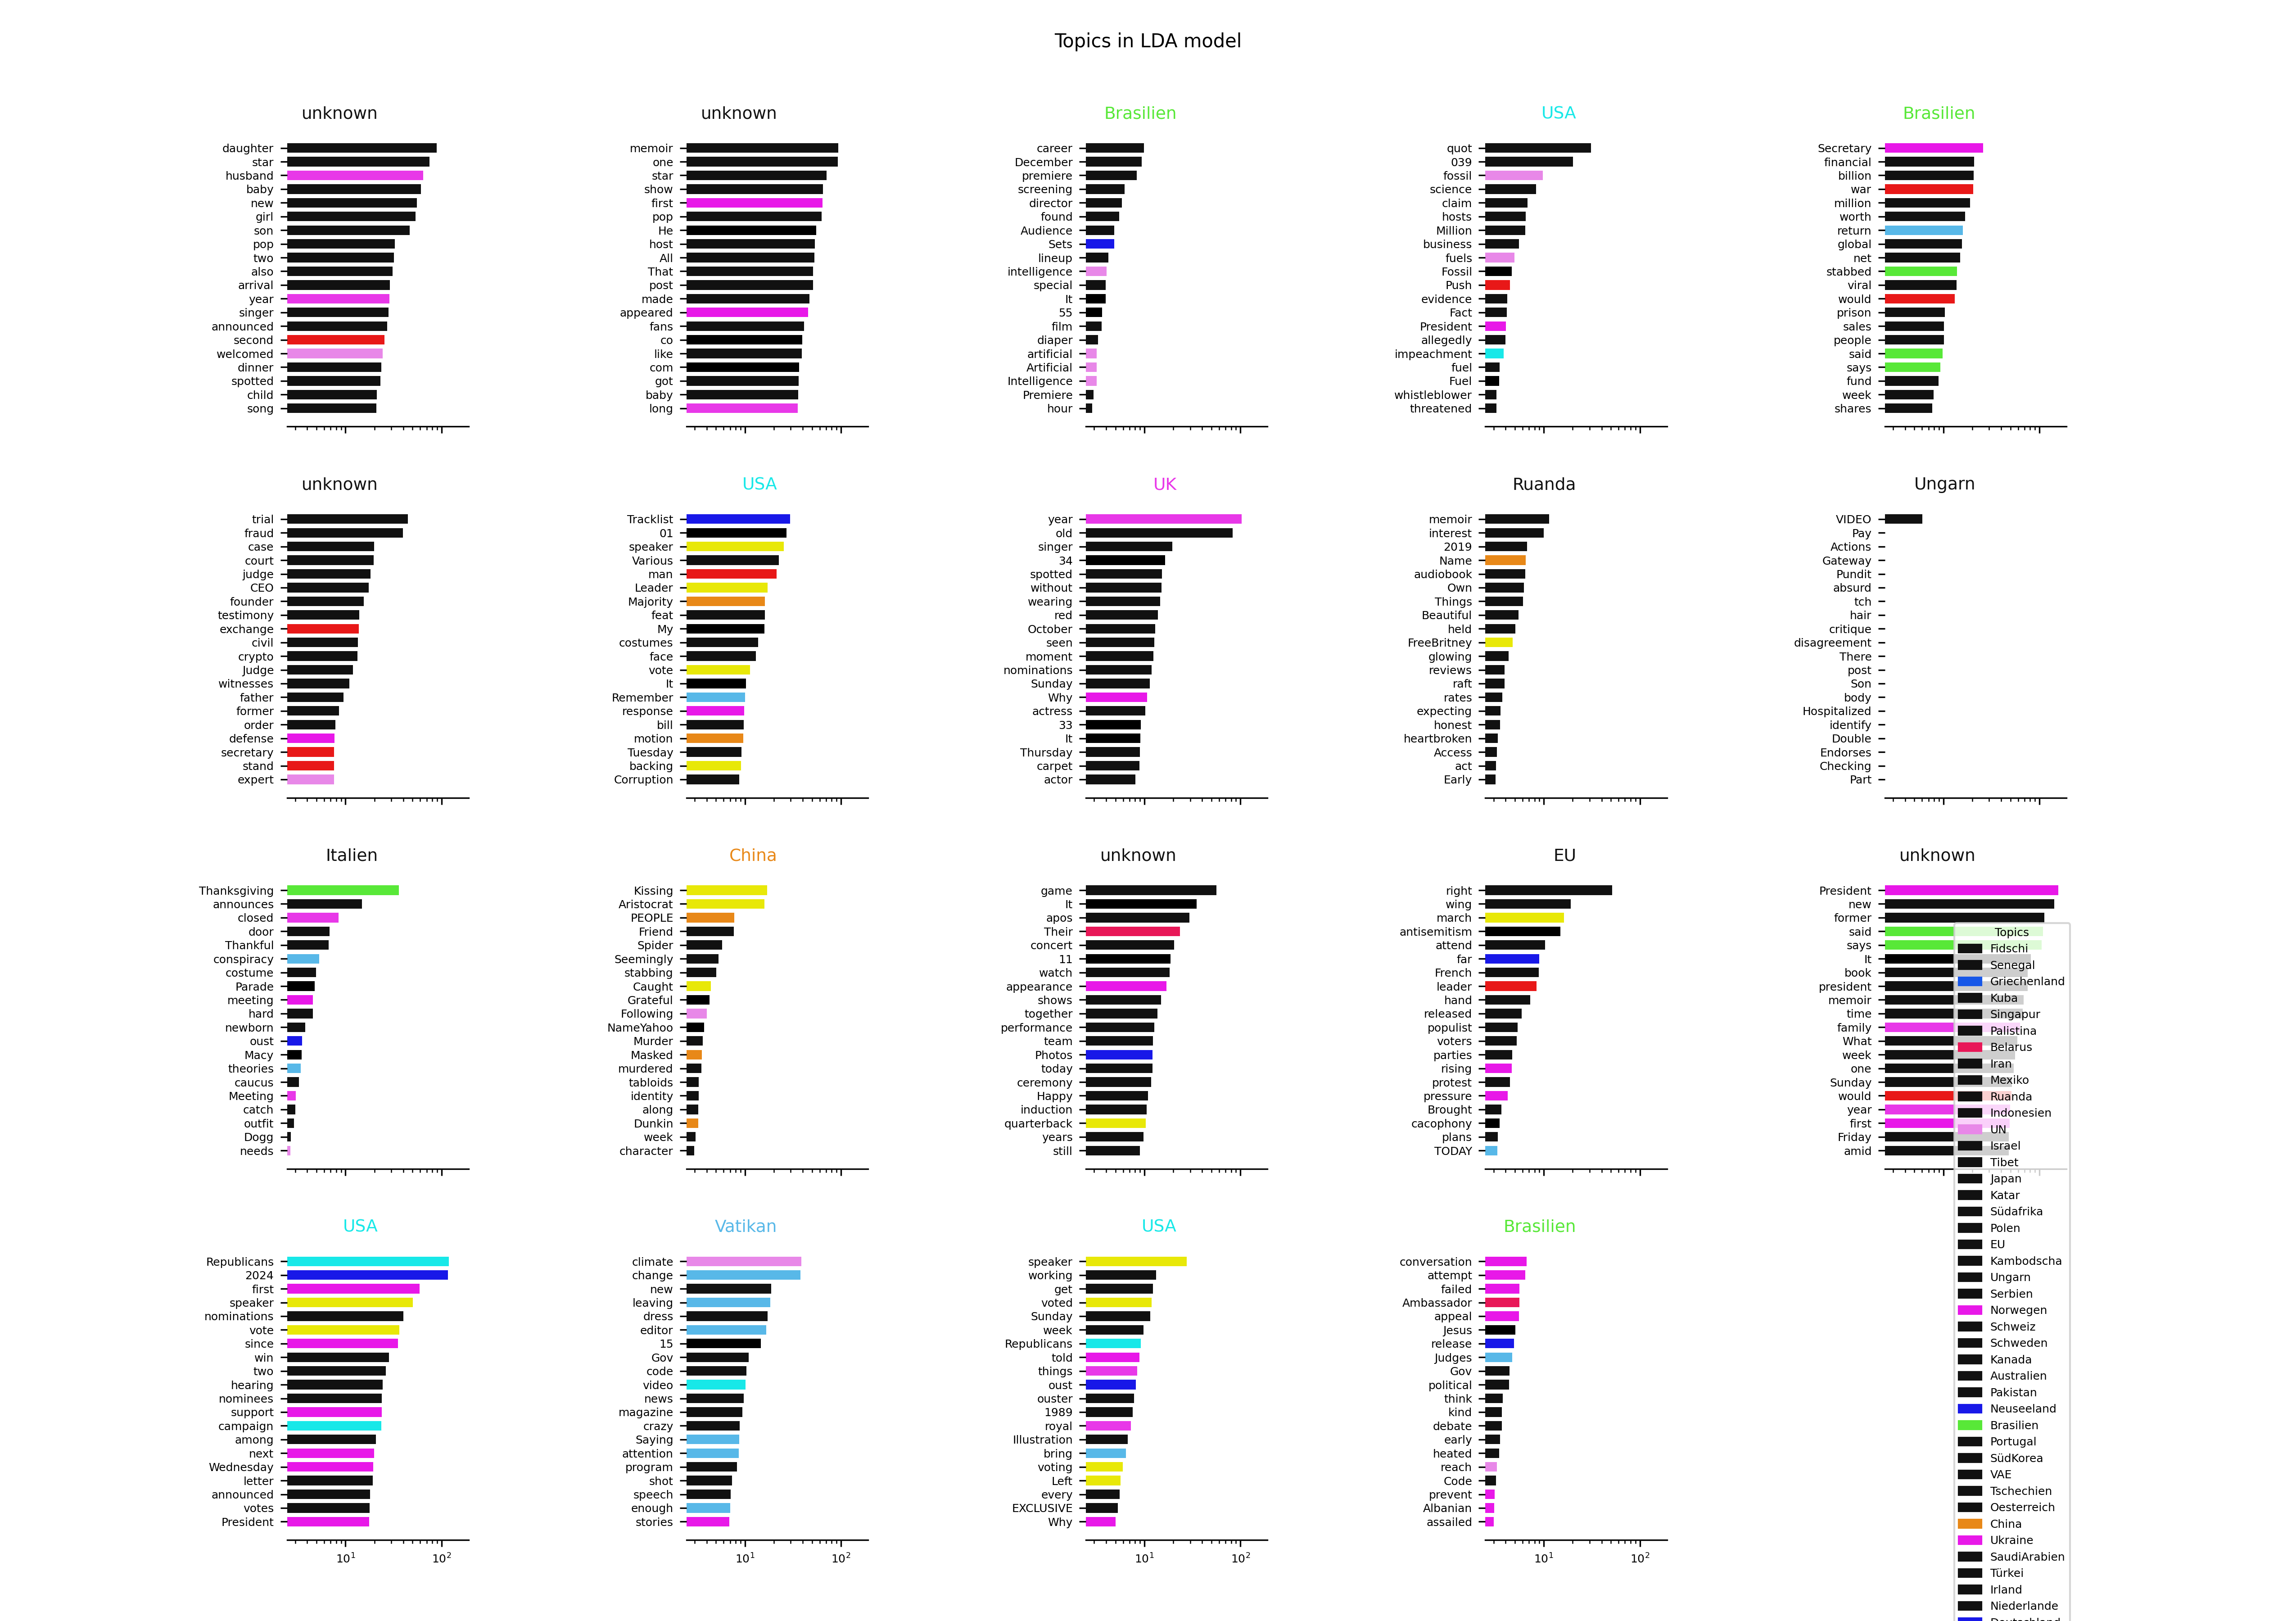 Topics in LDA model
unknown
daughter
star
husband
baby
new
girl
son
pop
two
also
arrival
year
singer
announced
second
welcomed
dinner
spotted
child
song
unknown
memoir
one
star
show
first
pop
He
host
All
That
post
made
appeared
fans
co
like
com
got
baby
long
Brasilien
career
December
premiere
screening
director
found
Audience
Sets
lineup
intelligence
special
It
55
film
diaper
artificial
Artificial
Intelligence
Premiere
hour
USA
quot
039
fossil
science
claim
hosts
Million
business
fuels
Fossil
Push
evidence
Fact
President
allegedly
impeachment
fuel
Fuel
whistleblower
threatened
Brasilien
Secretary
financial
billion
war
million
worth
return
global
net
stabbed
viral
would
prison
sales
people
said
says
fund
week
shares
unknown
trial
fraud
case
court
judge
CEO
founder
testimony
exchange
civil
crypto
Judge
witnesses
father
former
order
defense
secretary
stand
expert
USA
Tracklist
01
speaker
Various
man
Leader
Majority
feat
My
costumes
face
vote
It
Remember
response
bill
motion
Tuesday
backing
Corruption
UK
year
old
singer
34
spotted
without
wearing
red
October
seen
moment
nominations
Sunday
Why
actress
33
It
Thursday
carpet
actor
Ruanda
memoir
interest
2019
Name
audiobook
Own
Things
Beautiful
held
FreeBritney
glowing
reviews
raft
rates
expecting
honest
heartbroken
Access
act
Early
Ungarn
VIDEO
Pay
Actions
Gateway
Pundit
absurd
tch
hair
critique
disagreement
There
post
Son
body
Hospitalized
identify
Double
Endorses
Checking
Part
Italien
Thanksgiving
announces
closed
door
Thankful
conspiracy
costume
Parade
meeting
hard
newborn
oust
Macy
theories
caucus
Meeting
catch
outfit
Dogg
needs
China
Kissing
Aristocrat
PEOPLE
Friend
Spider
Seemingly
stabbing
Caught
Grateful
Following
NameYahoo
Murder
Masked
murdered
tabloids
identity
along
Dunkin
week
character
unknown
game
It
apos
Their
concert
11
watch
appearance
shows
together
performance
team
Photos
today
ceremony
Happy
induction
quarterback
years
still
EU
right
wing
march
antisemitism
attend
far
French
leader
hand
released
populist
voters
parties
rising
protest
pressure
Brought
cacophony
plans
TODAY
unknown
President
new
former
said
says
It
book
president
memoir
time
family
What
week
one
Sunday
would
year
first
Friday
amid
USA
Republicans
2024
first
speaker
nominations
vote
since
win
two
hearing
nominees
support
campaign
among
next
Wednesday
letter
announced
votes
President
10¹ 10²
Vatikan
climate
change
new
leaving
dress
editor
15
Gov
code
video
news
magazine
crazy
Saying
attention
program
shot
speech
enough
stories
10¹ 10²
USA
speaker
working
get
voted
Sunday
week
Republicans
told
things
oust
ouster
1989
royal
Illustration
bring
voting
Left
every
EXCLUSIVE
Why
10¹ 10²
Brasilien
conversation
attempt
failed
Ambassador
appeal
Jesus
release
Judges
Gov
political
think
kind
debate
early
heated
reach
Code
prevent
Albanian
assailed
10¹ 10²
Topics
Fidschi
Senegal
Griechenland
Kuba
Singapur
Palistina
Belarus
Iran
Mexiko
Ruanda
Indonesien
UN
Israel
Tibet
Japan
Katar
Südafrika
Polen
EU
Kambodscha
Ungarn
Serbien
Norwegen
Schweiz
Schweden
Kanada
Australien
Pakistan
Neuseeland
Brasilien
Portugal
SüdKorea
VAE
Tschechien
Oesterreich
China
Ukraine
SaudiArabien
Türkei
Irland
Niederlande